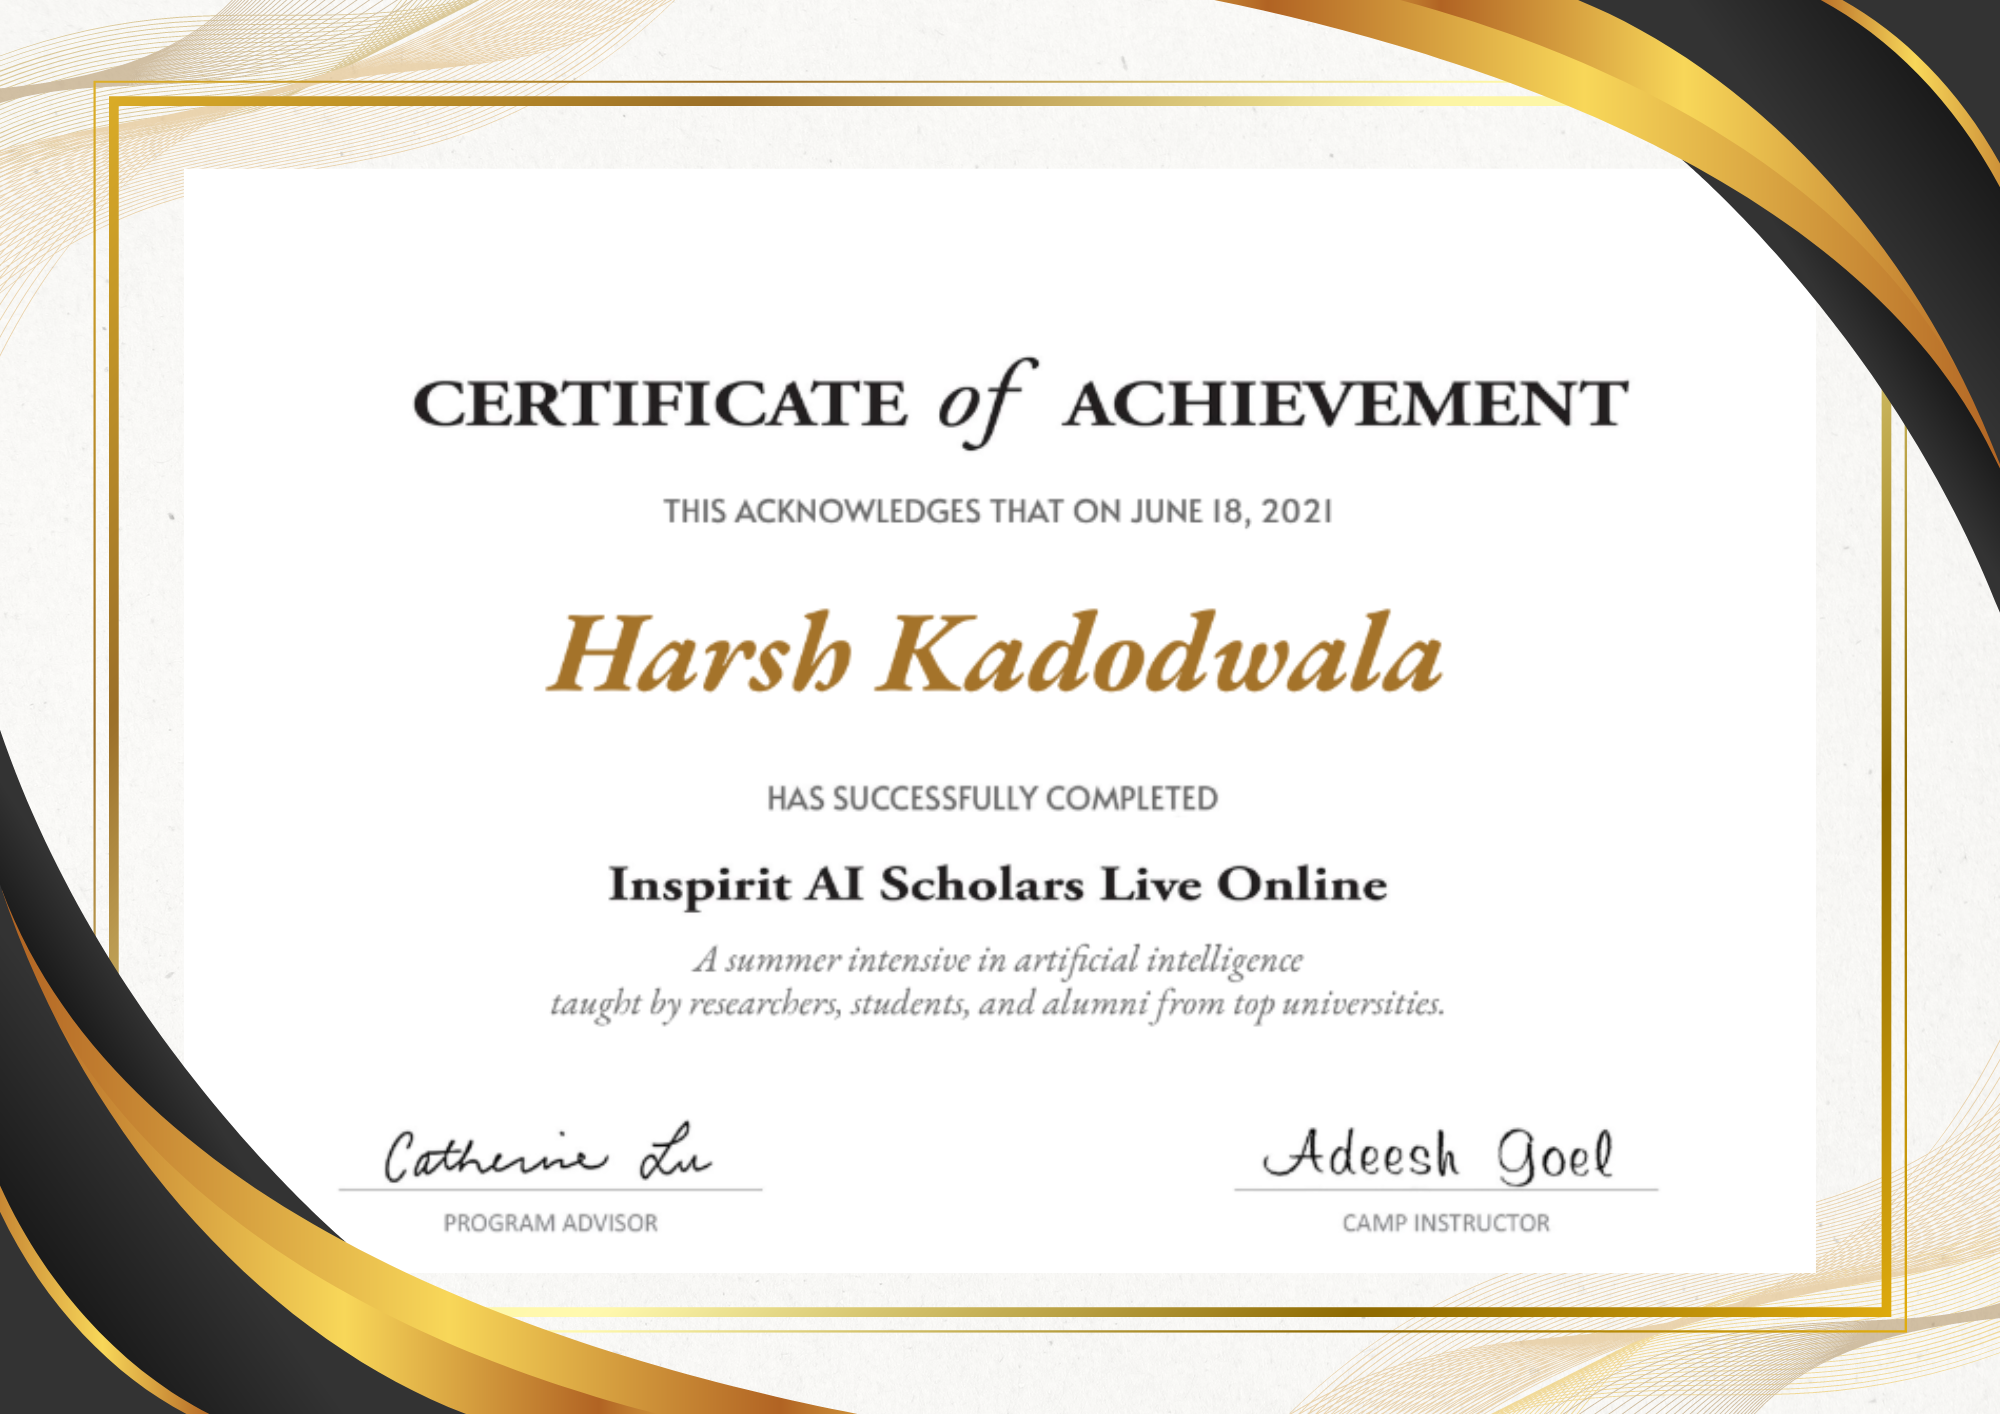 CERTIFICATE of ACHIEVEMENT
THIS ACKNOWLEDGES THAT ON JUNE 18, 2021
Harsh Kadodwala
HAS SUCCESSFULLY COMPLETED
Inspirit AI Scholars Live Online
A summer intensive in artificial intelligence
taught by researchers, students, and alumni from top universities.
Catherine Lu Adeesh Goel
PROGRAM ADVISOR CAMP INSTRUCTOR